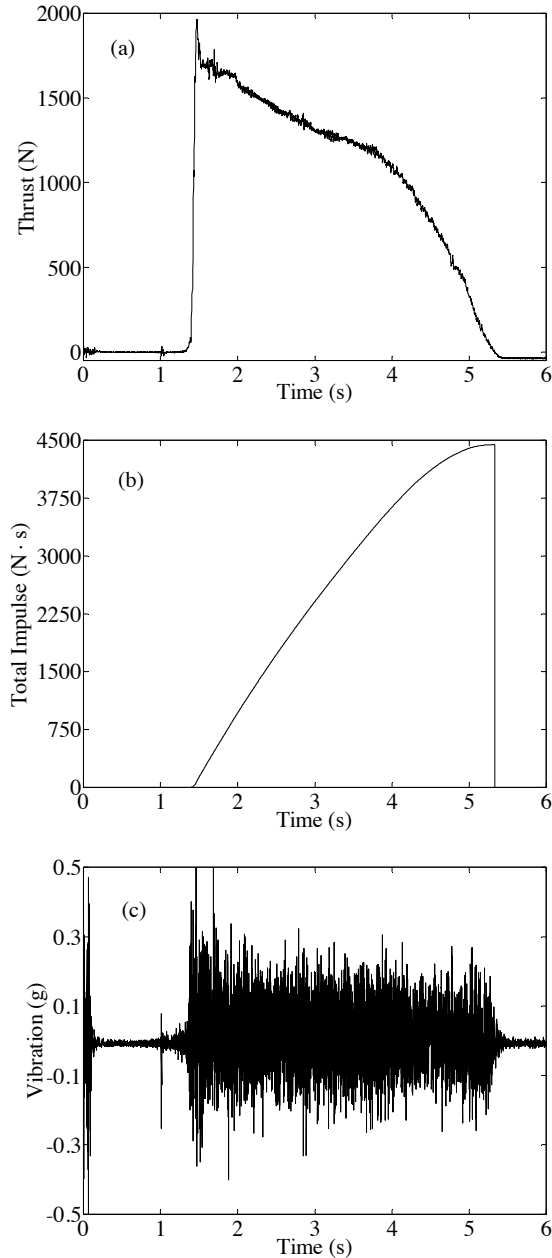 2000
(a)
1500
Thrust (N)
1000
500
0
0 1 2 3 4 5 6
Time (s)
4500
(b)
3750
3000
Total Impulse (N · s)
2250
1500
750
0
0 1 2 3 4 5 6
Time (s)
0.5
(c)
0.3
0.1
Vibration (g)
-0.1
-0.3
-0.5
0 1 2 3 4 5 6
Time (s)